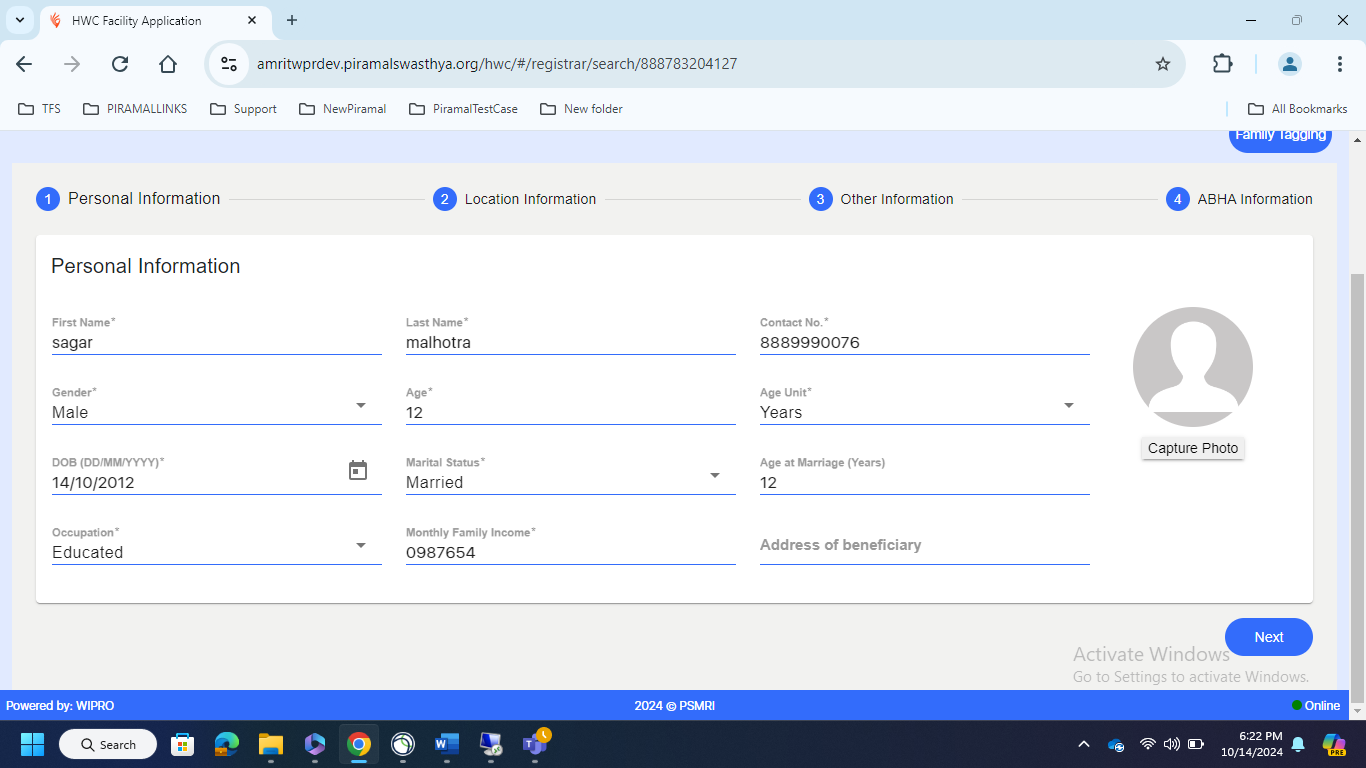 HWC Facility Application
amritwprdev.piramalswasthya.org/hwc/#/registrar/search/888783204127
TFS PIRAMALLINKS Support NewPiramal PiramalTestCase New folder All Bookmarks
Family Tagging
1 Personal Information 2 Location Information 3 Other Information 4 ABHA Information
Personal Information
First Name* Last Name* Contact No.*
sagar malhotra 8889990076
Gender* Age* Age Unit*
Male 12 Years
Capture Photo
DOB (DD/MM/YYYY)* Marital Status* Age at Marriage (Years)
14/10/2012 Married 12
Occupation* Monthly Family Income*
Educated 0987654 Address of beneficiary
Next
Activate Windows
Go to Settings to activate Windows.
Powered by: WIPRO 2024 © PSMRI Online
Search 6:22 PM
10/14/2024
PRE